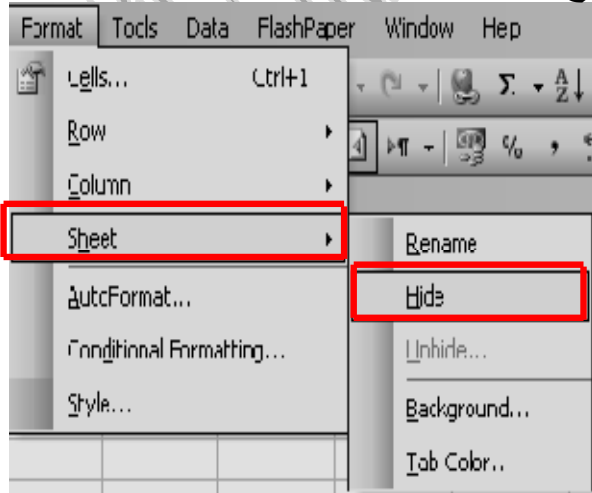 Format Tools Data FlashPaper Window Help
Cells... Ctrl+1
Row
Column
Sheet
AutoFormat...
Conditional Formatting...
Style...
Rename
Hide
Unhide...
Background...
Tab Color..